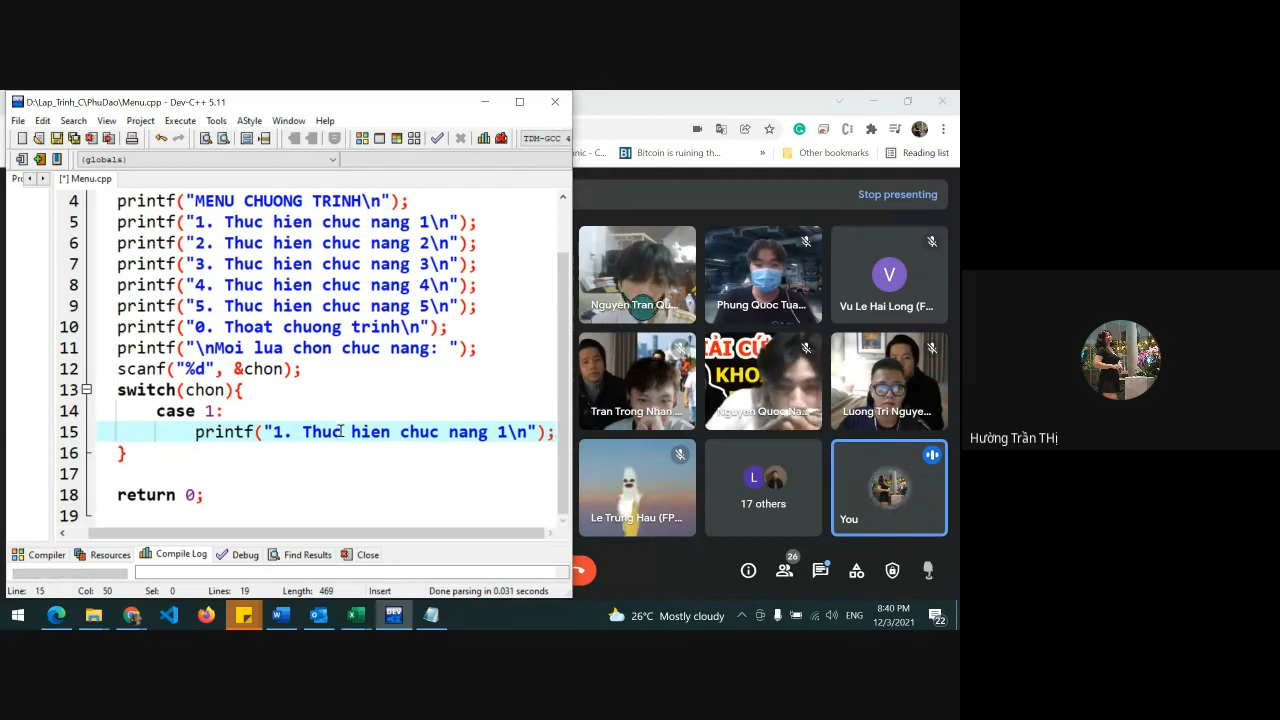 D:\Lap_Trinh_C\PhuDao\Menu.cpp - Dev-C++ 5.11
File Edit Search View Project Execute Tools AStyle Window Help
TDM-GCC 4
(globals)
[*] Menu.cpp
4 printf("MENU CHUONG TRINH\n");
5 printf("1. Thuc hien chuc nang 1\n");
6 printf("2. Thuc hien chuc nang 2\n");
7 printf("3. Thuc hien chuc nang 3\n");
8 printf("4. Thuc hien chuc nang 4\n");
9 printf("5. Thuc hien chuc nang 5\n");
10 printf("0. Thoat chuong trinh\n");
11 printf("\nMoi lua chon chuc nang: ");
12 scanf("%d", &chon);
13 switch(chon){
14 case 1:
15 printf("1. Thuc hien chuc nang 1\n");
16 }
17
18 return 0;
19
Compiler Resources Compile Log Debug Find Results Close
Line: 15 Col: 50 Sel: 0 Lines: 19 Length: 469 Insert Done parsing in 0.031 seconds
nic - C... Bitcoin is ruining th... » Other bookmarks Reading list
Stop presenting
Nguyen Tran Qu...
Phung Quoc Tua...
V
Vu Le Hai Long (F...
Tran Trong Nhan ...
ẢI CỨ
KHO
Nguyen Quoc Na...
Luong Tri Nguye...
Le Trung Hau (FP...
L
17 others
You
26
26°C Mostly cloudy
ENG
8:40 PM
12/3/2021
22
Hường Trần THị